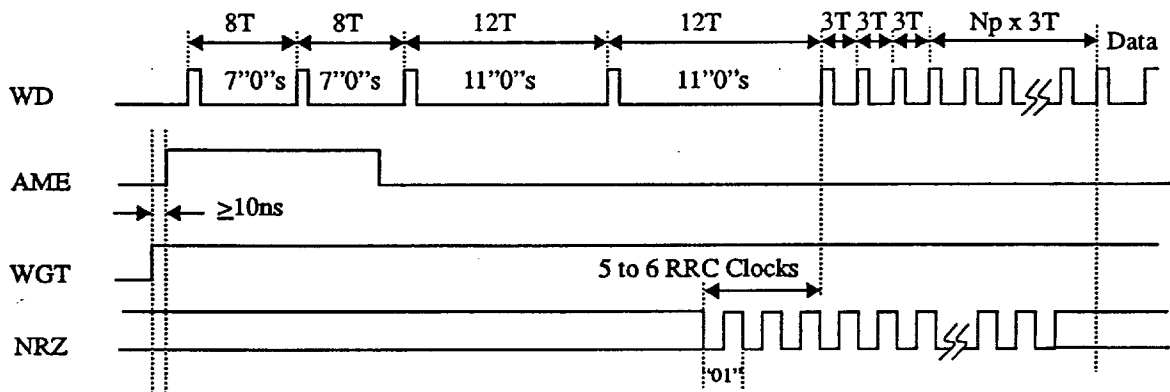 8T 8T 12T 12T 3T 3T 3T Np x 3T Data
WD 7"0"s 7"0"s 11"0"s 11"0"s
AME
≥10ns
WGT 5 to 6 RRC Clocks
NRZ
"01"